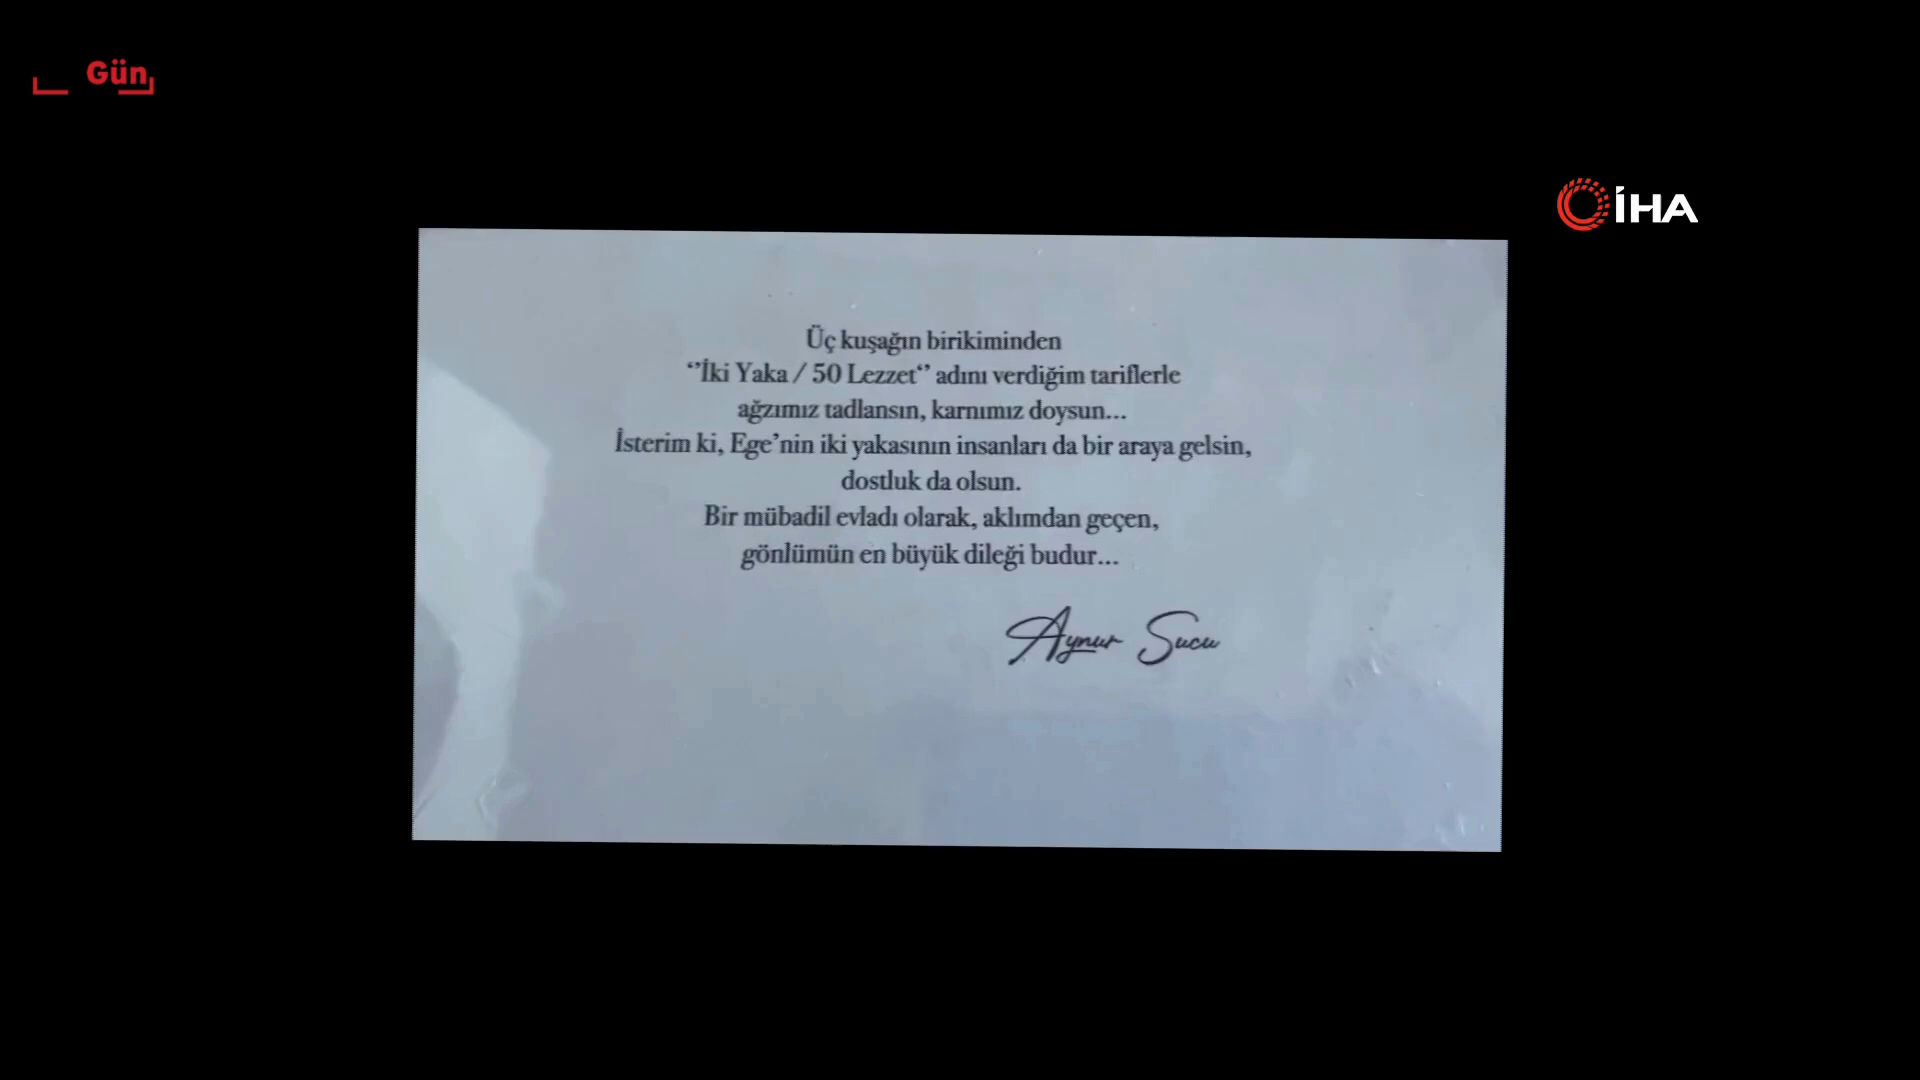 Gün
İHA
Üç kuşağın birikiminden
‘’İki Yaka / 50 Lezzet‘’ adını verdiğim tariflerle
ağzımız tadlansın, karnımız doysun...
İsterim ki, Ege’nin iki yakasının insanları da bir araya gelsin,
dostluk da olsun.
Bir mübadil evladı olarak, aklımdan geçen,
gönlümün en büyük dileği budur...
Aynur Sucu